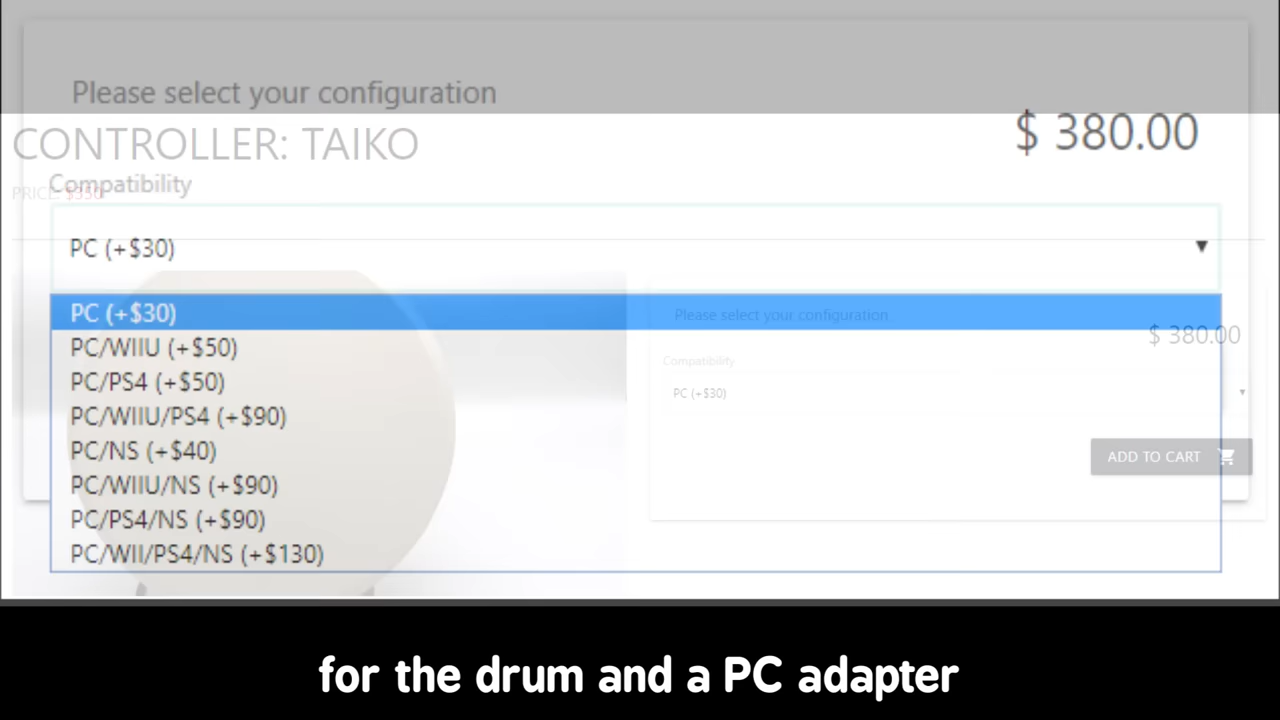 Please select your configuration
$ 380.00
CONTROLLER: TAIKO
Compatibility
PRICE: $350
PC (+$30)
PC (+$30)
PC/WIIU (+$50)
PC/PS4 (+$50)
PC/WIIU/PS4 (+$90)
PC/NS (+$40)
PC/WIIU/NS (+$90)
PC/PS4/NS (+$90)
PC/WII/PS4/NS (+$130)
Please select your configuration
$ 380.00
Compatibility
PC (+$30)
ADD TO CART
for the drum and a PC adapter